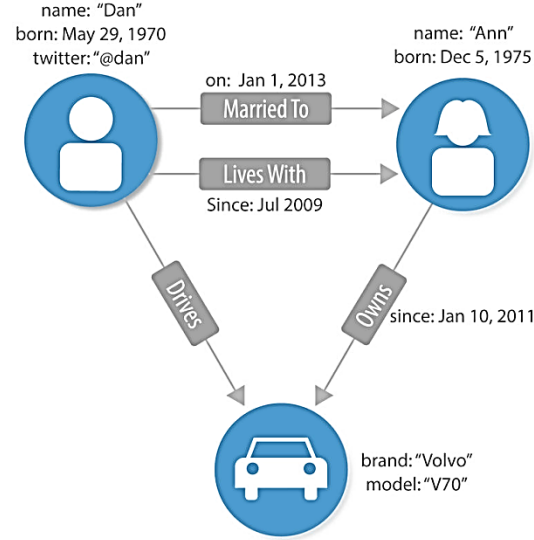 name: “Dan”
born: May 29, 1970
twitter: “@dan”
name: “Ann”
born: Dec 5, 1975
on: Jan 1, 2013
Married To
Lives With
Since: Jul 2009
Drives
Owns
since: Jan 10, 2011
brand: “Volvo”
model: “V70”